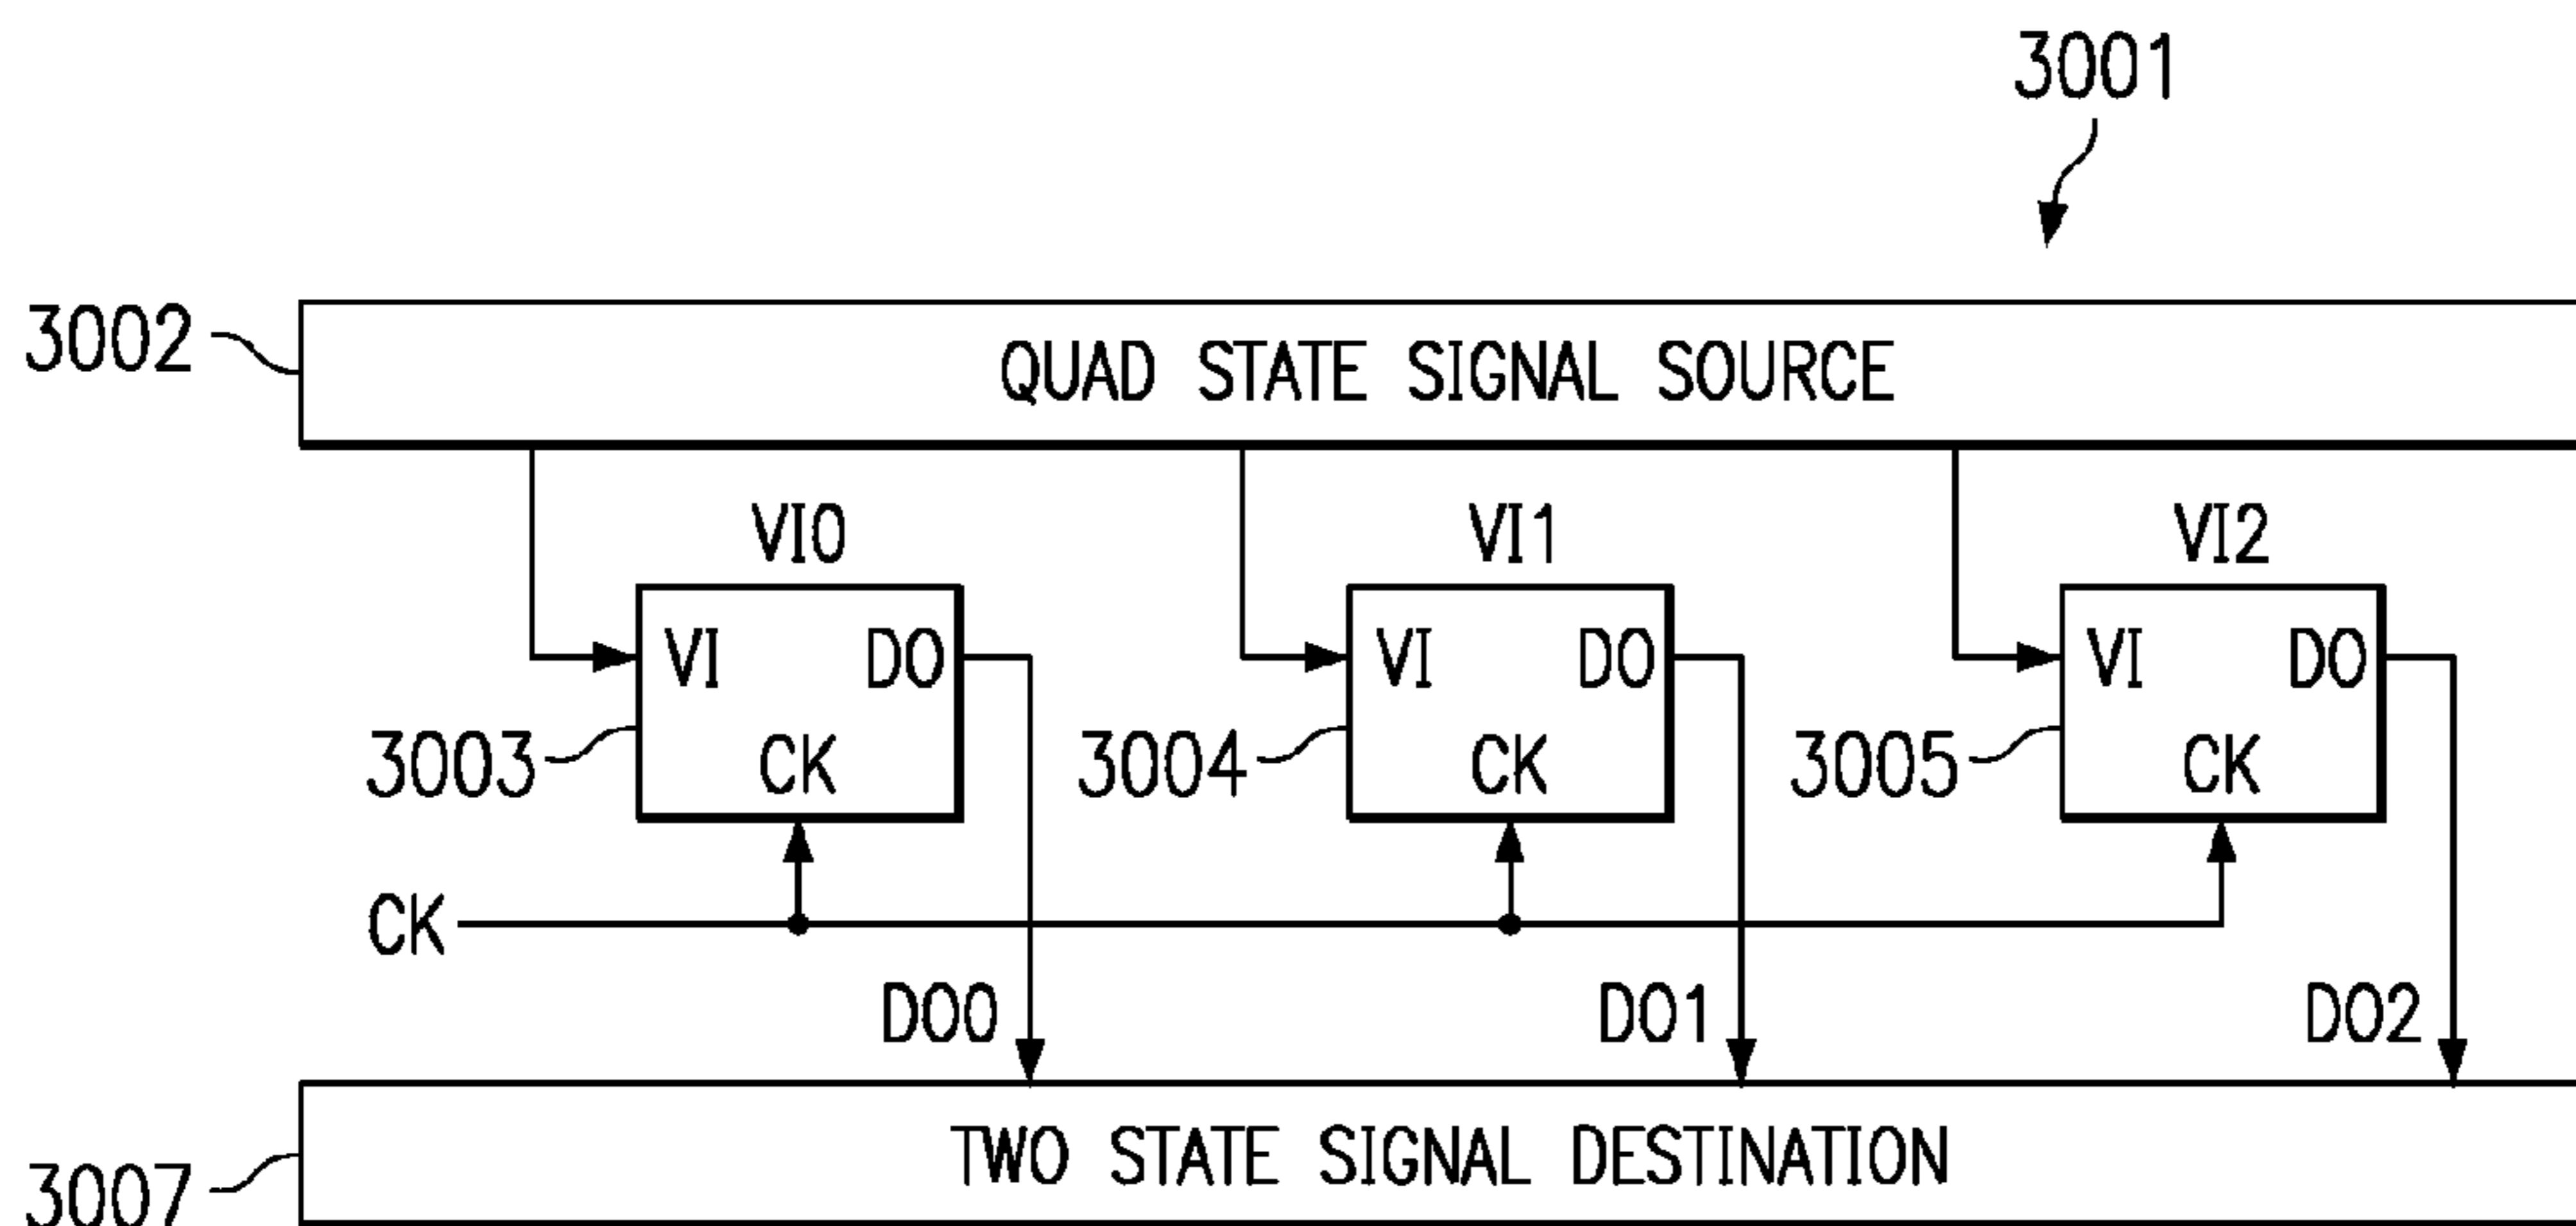 3001
3002
QUAD STATE SIGNAL SOURCE
VI0
VI1
VI2
VI
DO
VI
DO
VI
DO
3003
CK
3004
CK
3005
CK
CK
DO0
DO1
DO2
TWO STATE SIGNAL DESTINATION
3007